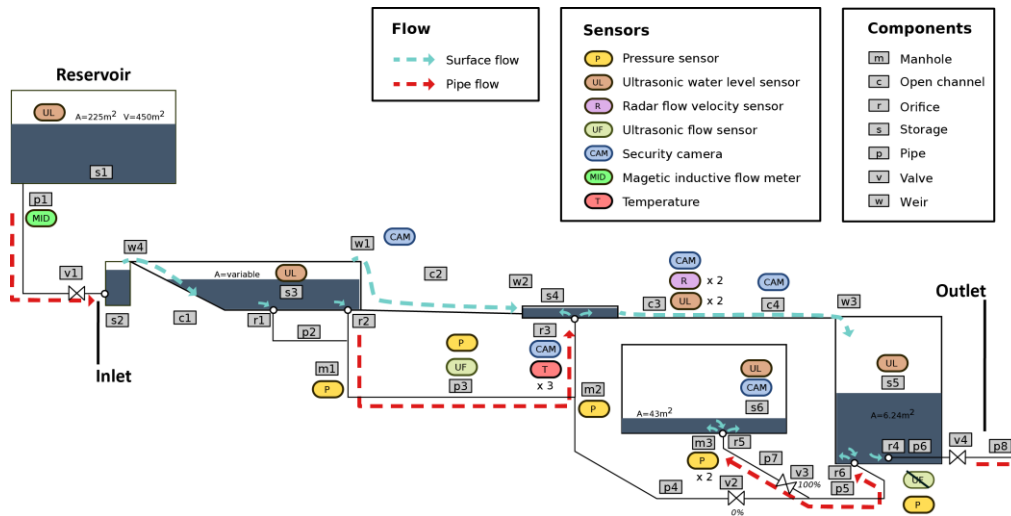 Flow
Surface flow
Pipe flow
Sensors
P Pressure sensor
UL Ultrasonic water level sensor
R Radar flow velocity sensor
UF Ultrasonic flow sensor
CAM Security camera
MID Magetic inductive flow meter
T Temperature
Components
m Manhole
c Open channel
r Orifice
s Storage
p Pipe
v Valve
w Weir
Reservoir
UL
A=225m² V=450m²
s1
p1
MID
v1
w4
s2
Inlet
c1
A=variable
UL
s3
r1
r2
p2
w1
CAM
c2
m1
P
P
UF
p3
w2
s4
r3
CAM
T
x 3
m2
P
CAM
R x 2
UL x 2
c3
CAM
c4
w3
Outlet
UL
CAM
s6
A=43m²
m3
r5
P
x 2
p7
v3
100%
p4
v2
0%
UL
s5
A=6.24m²
r4
p6
v4
p8
r6
p5
UF
P